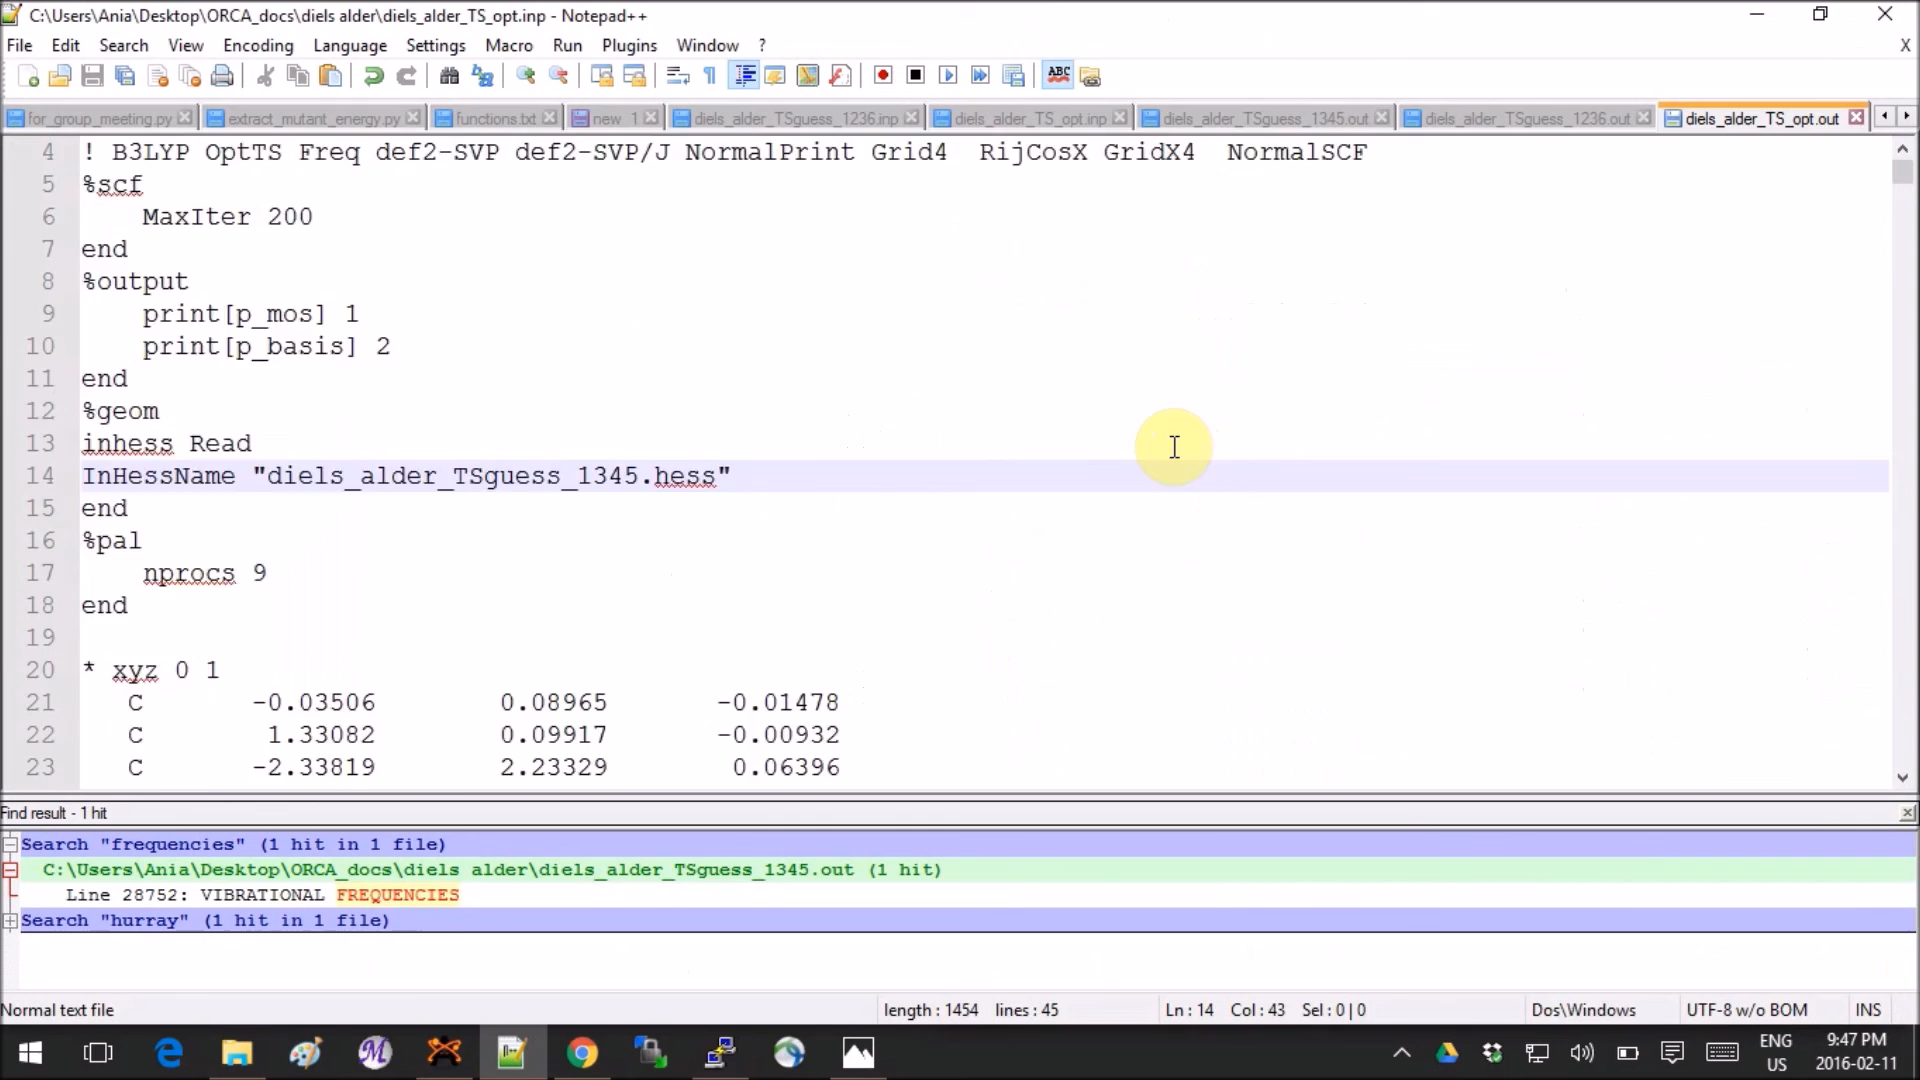 C:\Users\Ania\Desktop\ORCA_docs\diels alder\diels_alder_TS_opt.inp - Notepad++
File Edit Search View Encoding Language Settings Macro Run Plugins Window ? X
ABC
for_group_meeting.py extract_mutant_energy.py functions.txt new 1 diels_alder_TSguess_1236.inp diels_alder_TS_opt.inp diels_alder_TSguess_1345.out diels_alder_TSguess_1236.out diels_alder_TS_opt.out
4 ! B3LYP OptTS Freq def2-SVP def2-SVP/J NormalPrint Grid4 RijCosX GridX4 NormalSCF
5 %scf
6 MaxIter 200
7 end
8 %output
9 print[p_mos] 1
10 print[p_basis] 2
11 end
12 %geom
13 inhess Read
14 InHessName "diels_alder_TSguess_1345.hess"
15 end
16 %pal
17 nprocs 9
18 end
19
20 * xyz 0 1
21 C -0.03506 0.08965 -0.01478
22 C 1.33082 0.09917 -0.00932
23 C -2.33819 2.23329 0.06396
Find result - 1 hit
Search "frequencies" (1 hit in 1 file)
C:\Users\Ania\Desktop\ORCA_docs\diels alder\diels_alder_TSguess_1345.out (1 hit)
Line 28752: VIBRATIONAL FREQUENCIES
Search "hurray" (1 hit in 1 file)
Normal text file length : 1454 lines : 45 Ln : 14 Col : 43 Sel : 0 | 0 Dos\Windows UTF-8 w/o BOM INS
ENG 9:47 PM
US 2016-02-11